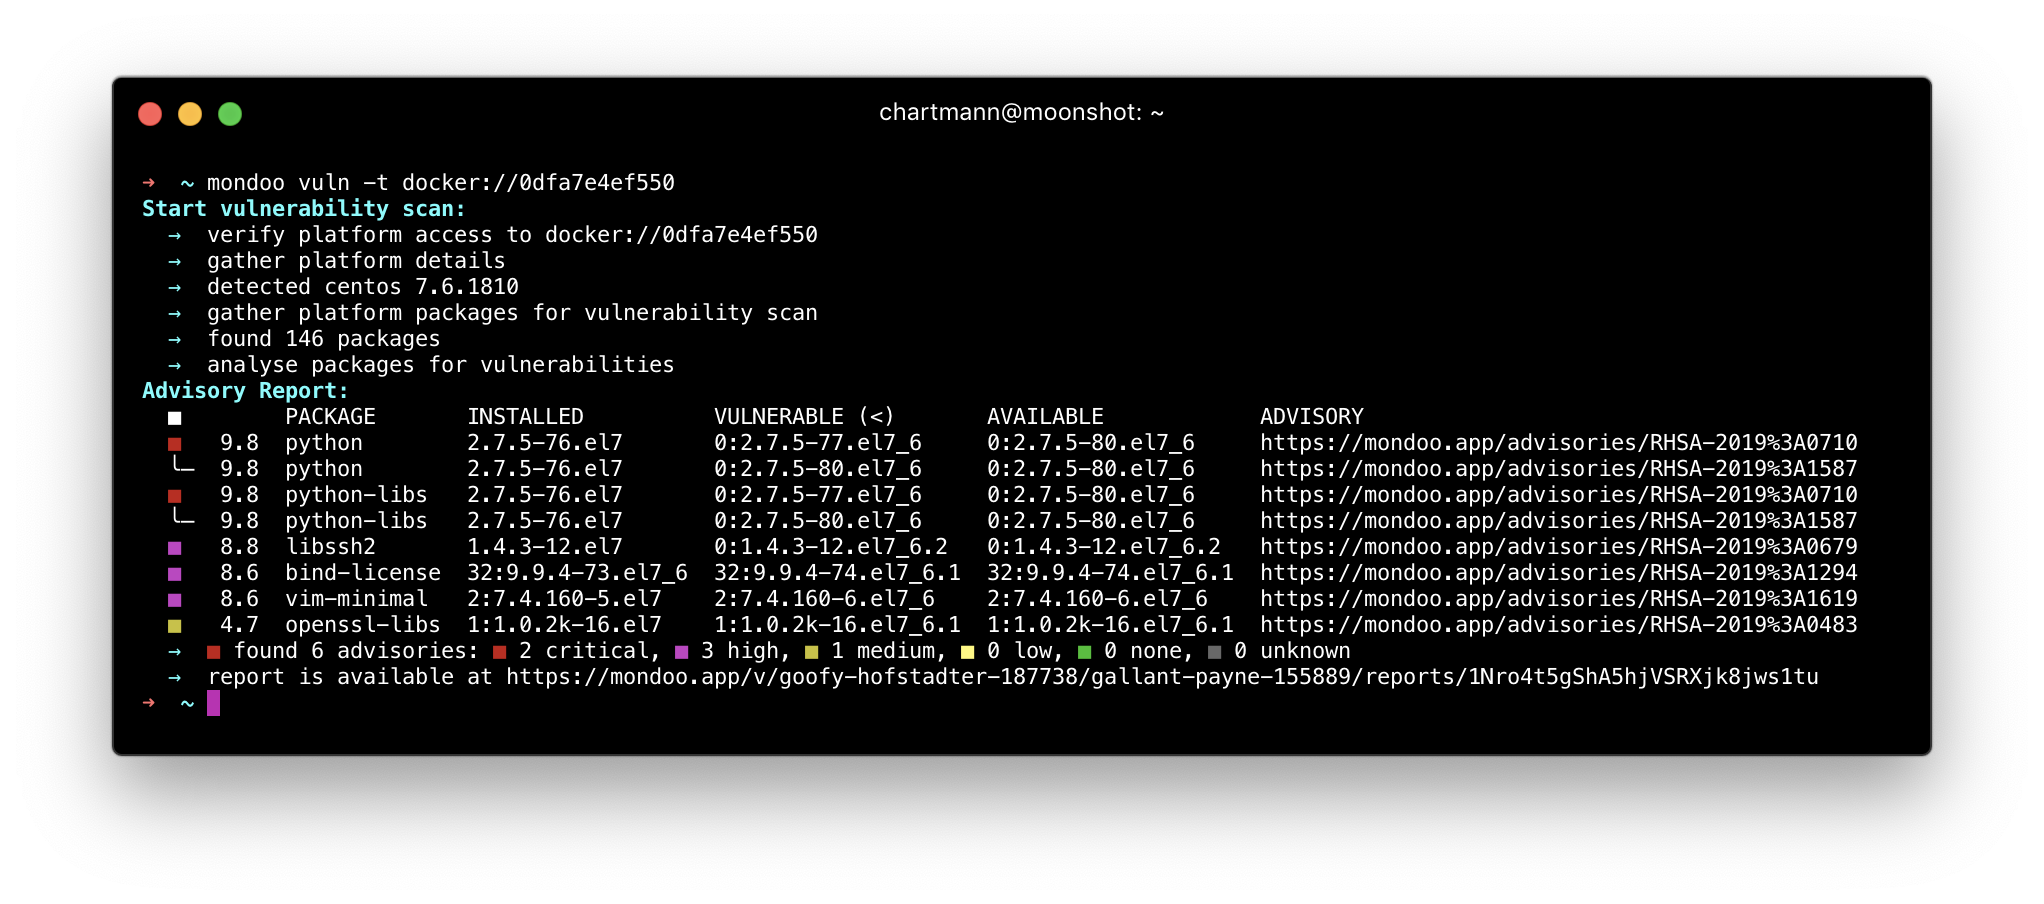 chartmann@moonshot: ~
➜  ~ mondoo vuln -t docker://0dfa7e4ef550
Start vulnerability scan:
  →  verify platform access to docker://0dfa7e4ef550
  →  gather platform details
  →  detected centos 7.6.1810
  →  gather platform packages for vulnerability scan
  →  found 146 packages
  →  analyse packages for vulnerabilities
Advisory Report:
  ■        PACKAGE       INSTALLED          VULNERABLE (<)       AVAILABLE            ADVISORY
  ■   9.8  python        2.7.5-76.el7       0:2.7.5-77.el7_6     0:2.7.5-80.el7_6     https://mondoo.app/advisories/RHSA-2019%3A0710
  ╰─  9.8  python        2.7.5-76.el7       0:2.7.5-80.el7_6     0:2.7.5-80.el7_6     https://mondoo.app/advisories/RHSA-2019%3A1587
  ■   9.8  python-libs   2.7.5-76.el7       0:2.7.5-77.el7_6     0:2.7.5-80.el7_6     https://mondoo.app/advisories/RHSA-2019%3A0710
  ╰─  9.8  python-libs   2.7.5-76.el7       0:2.7.5-80.el7_6     0:2.7.5-80.el7_6     https://mondoo.app/advisories/RHSA-2019%3A1587
  ■   8.8  libssh2       1.4.3-12.el7       0:1.4.3-12.el7_6.2   0:1.4.3-12.el7_6.2   https://mondoo.app/advisories/RHSA-2019%3A0679
  ■   8.6  bind-license  32:9.9.4-73.el7_6  32:9.9.4-74.el7_6.1  32:9.9.4-74.el7_6.1  https://mondoo.app/advisories/RHSA-2019%3A1294
  ■   8.6  vim-minimal   2:7.4.160-5.el7    2:7.4.160-6.el7_6    2:7.4.160-6.el7_6    https://mondoo.app/advisories/RHSA-2019%3A1619
  ■   4.7  openssl-libs  1:1.0.2k-16.el7    1:1.0.2k-16.el7_6.1  1:1.0.2k-16.el7_6.1  https://mondoo.app/advisories/RHSA-2019%3A0483
  →  ■ found 6 advisories: ■ 2 critical, ■ 3 high, ■ 1 medium, ■ 0 low, ■ 0 none, ■ 0 unknown
  →  report is available at https://mondoo.app/v/goofy-hofstadter-187738/gallant-payne-155889/reports/1Nro4t5gShA5hjVSRXjk8jws1tu
➜  ~